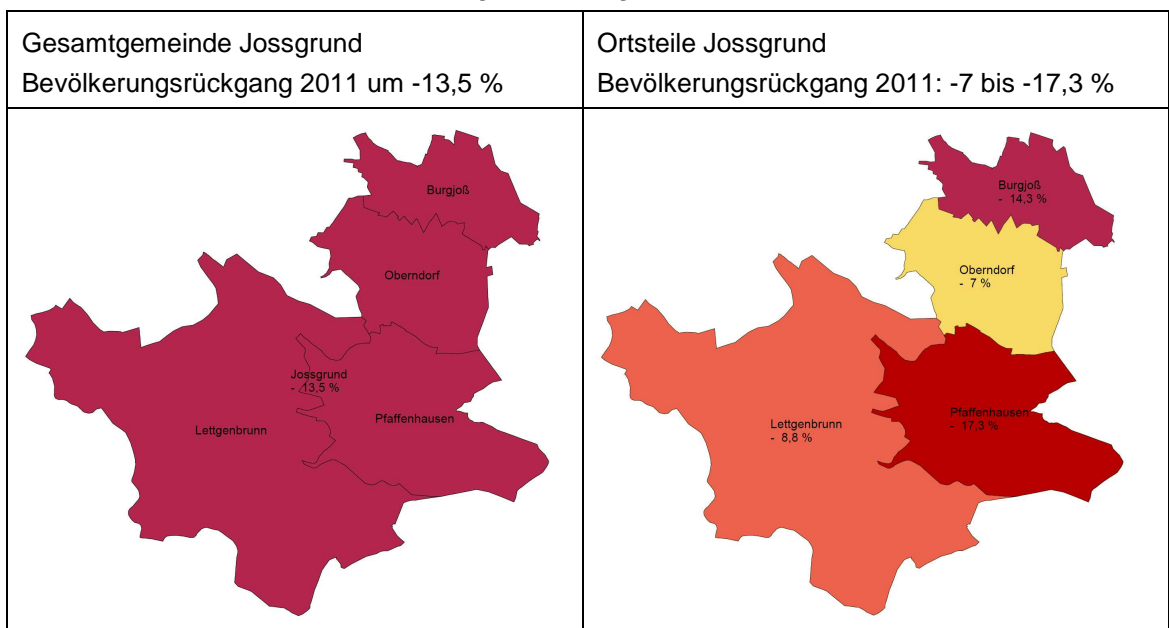 Gesamtgemeinde Jossgrund
Bevölkerungsrückgang 2011 um -13,5 %
Ortsteile Jossgrund
Bevölkerungsrückgang 2011: -7 bis -17,3 %
Burgjoß
Oberndorf
Jossgrund
- 13,5 %
Pfaffenhausen
Lettgenbrunn
Burgjoß
- 14,3 %
Oberndorf
- 7 %
Pfaffenhausen
- 17,3 %
Lettgenbrunn
- 8,8 %